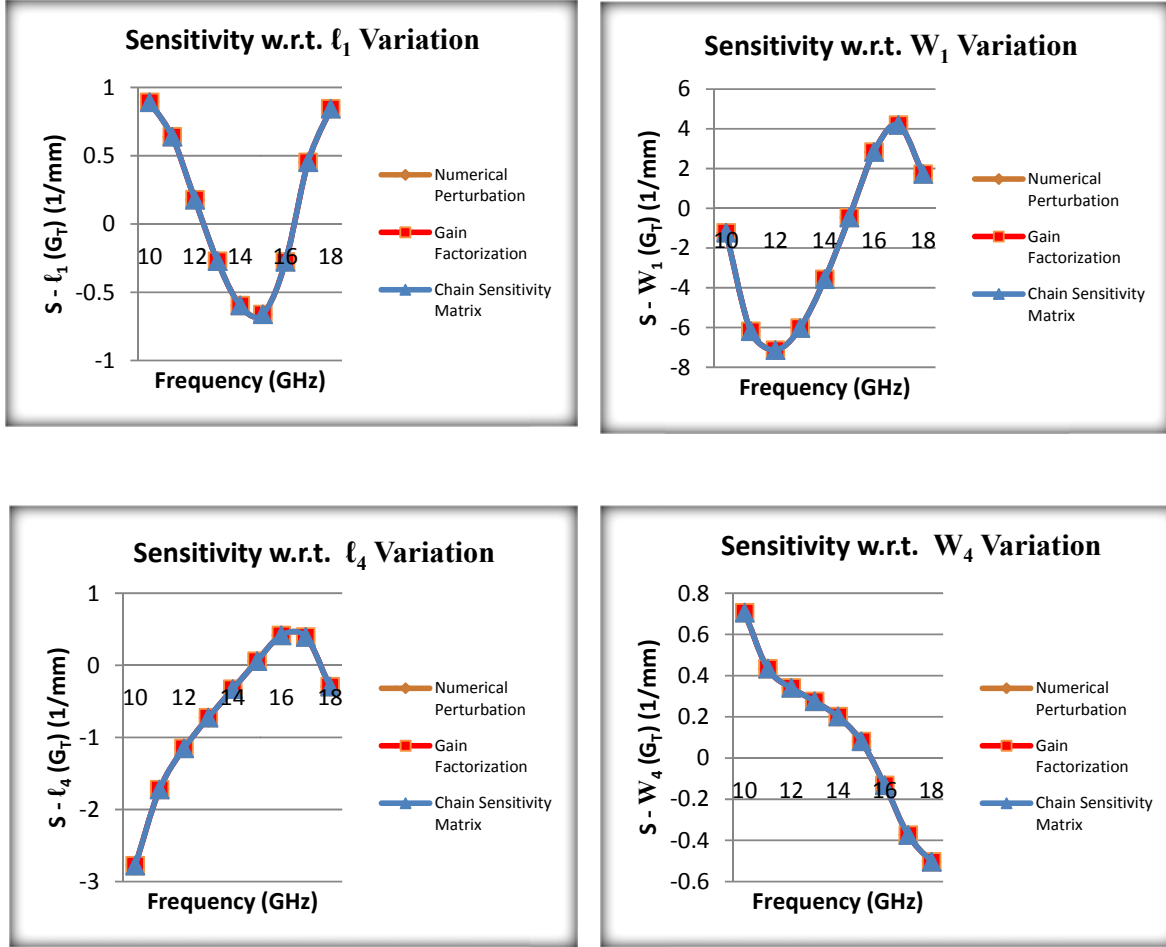 Sensitivity w.r.t. ℓ1 Variation
1
0.5
0
-0.5
-1
10 12 14 16 18
S - ℓ1 (GT) (1/mm)
Frequency (GHz)
Numerical
Perturbation
Gain
Factorization
Chain Sensitivity
Matrix
Sensitivity w.r.t. W1 Variation
6
4
2
0
-2
-4
-6
-8
10 12 14 16 18
S - W1 (GT) (1/mm)
Frequency (GHz)
Numerical
Perturbation
Gain
Factorization
Chain Sensitivity
Matrix
Sensitivity w.r.t. ℓ4 Variation
1
0
-1
-2
-3
10 12 14 16 18
S - ℓ4 (GT) (1/mm)
Frequency (GHz)
Numerical
Perturbation
Gain
Factorization
Chain Sensitivity
Matrix
Sensitivity w.r.t. W4 Variation
0.8
0.6
0.4
0.2
0
-0.2
-0.4
-0.6
10 12 14 16 18
S - W4 (GT) (1/mm)
Frequency (GHz)
Numerical
Perturbation
Gain
Factorization
Chain Sensitivity
Matrix